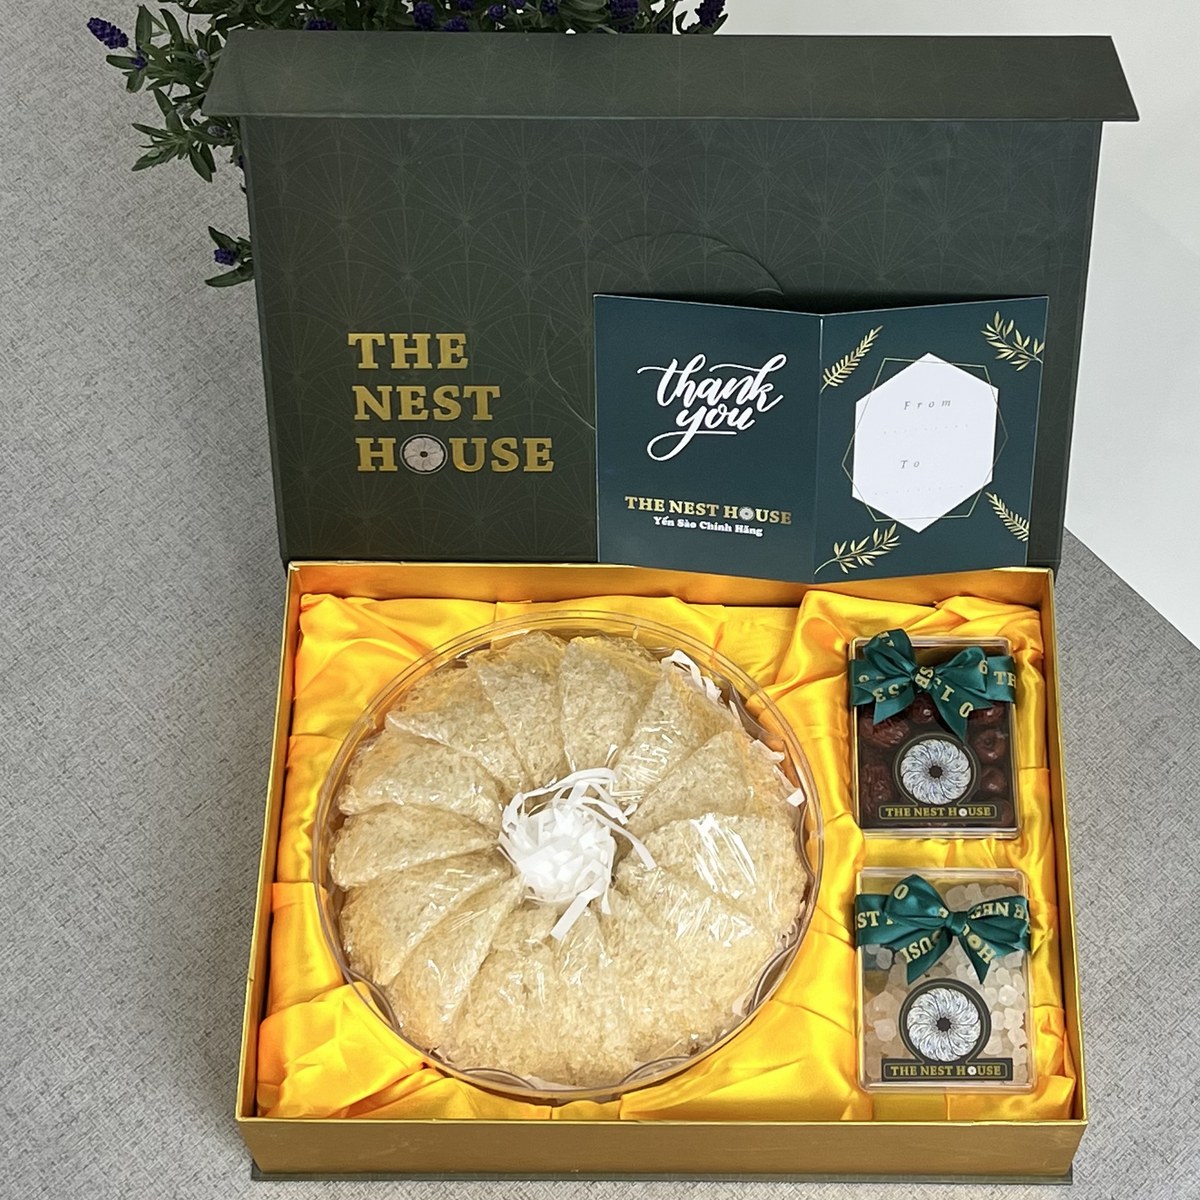 THE
NEST
HOUSE
thank
you
THE NEST HOUSE
Yến Sào Chính Hãng
From
To
THE NEST HOUSE
THE NEST HOUSE